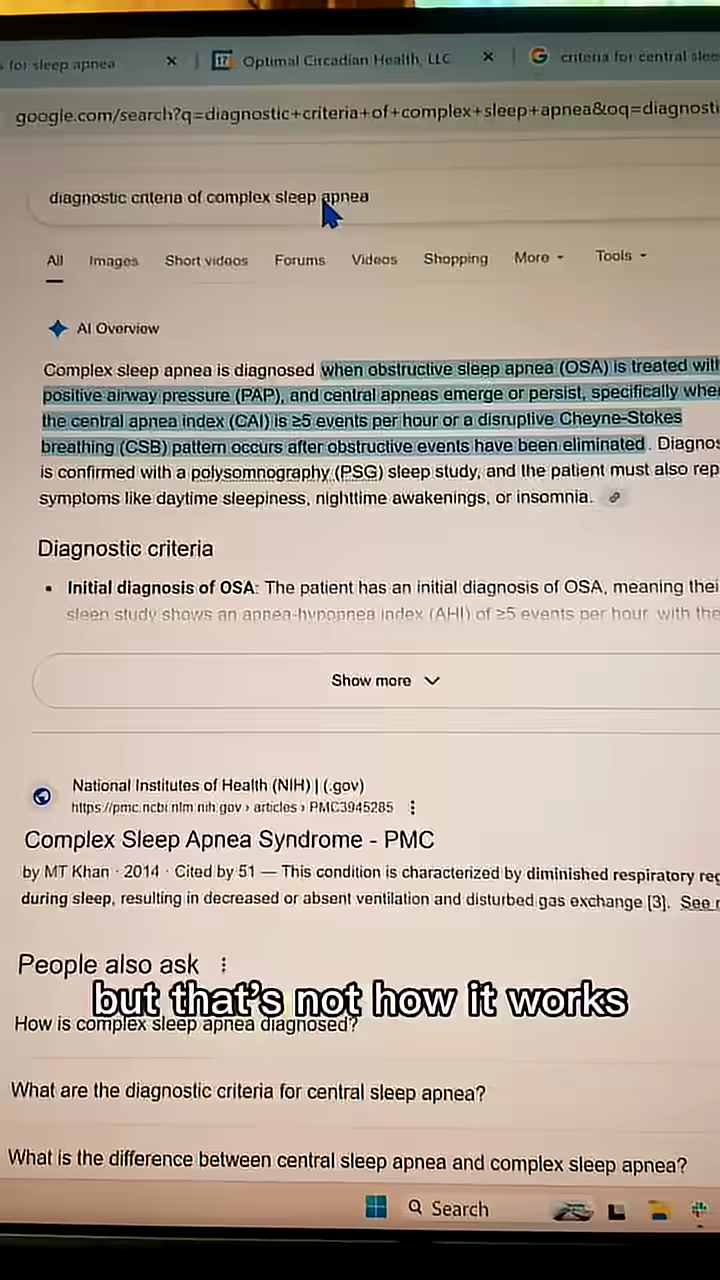 s for sleep apnea
17 Optimal Circadian Health, LLC
criteria for central slee
google.com/search?q=diagnostic+criteria+of+complex+sleep+apnea&oq=diagnosti
diagnostic criteria of complex sleep apnea
All Images Short videos Forums Videos Shopping More Tools
AI Overview
Complex sleep apnea is diagnosed when obstructive sleep apnea (OSA) is treated with
positive airway pressure (PAP), and central apneas emerge or persist, specifically whe
the central apnea index (CAI) is ≥5 events per hour or a disruptive Cheyne-Stokes
breathing (CSB) pattern occurs after obstructive events have been eliminated. Diagnos
is confirmed with a polysomnography (PSG) sleep study, and the patient must also rep
symptoms like daytime sleepiness, nighttime awakenings, or insomnia.
Diagnostic criteria
• Initial diagnosis of OSA: The patient has an initial diagnosis of OSA, meaning thei
sleep study shows an apnea-hypopnea index (AHI) of ≥5 events per hour with the
Show more
National Institutes of Health (NIH) | (.gov)
https://pmc.ncbi.nlm.nih.gov › articles › PMC3945285
Complex Sleep Apnea Syndrome - PMC
by MT Khan · 2014 · Cited by 51 — This condition is characterized by diminished respiratory reg
during sleep, resulting in decreased or absent ventilation and disturbed gas exchange [3]. See
People also ask
but that's not how it works
How is complex sleep apnea diagnosed?
What are the diagnostic criteria for central sleep apnea?
What is the difference between central sleep apnea and complex sleep apnea?
Search